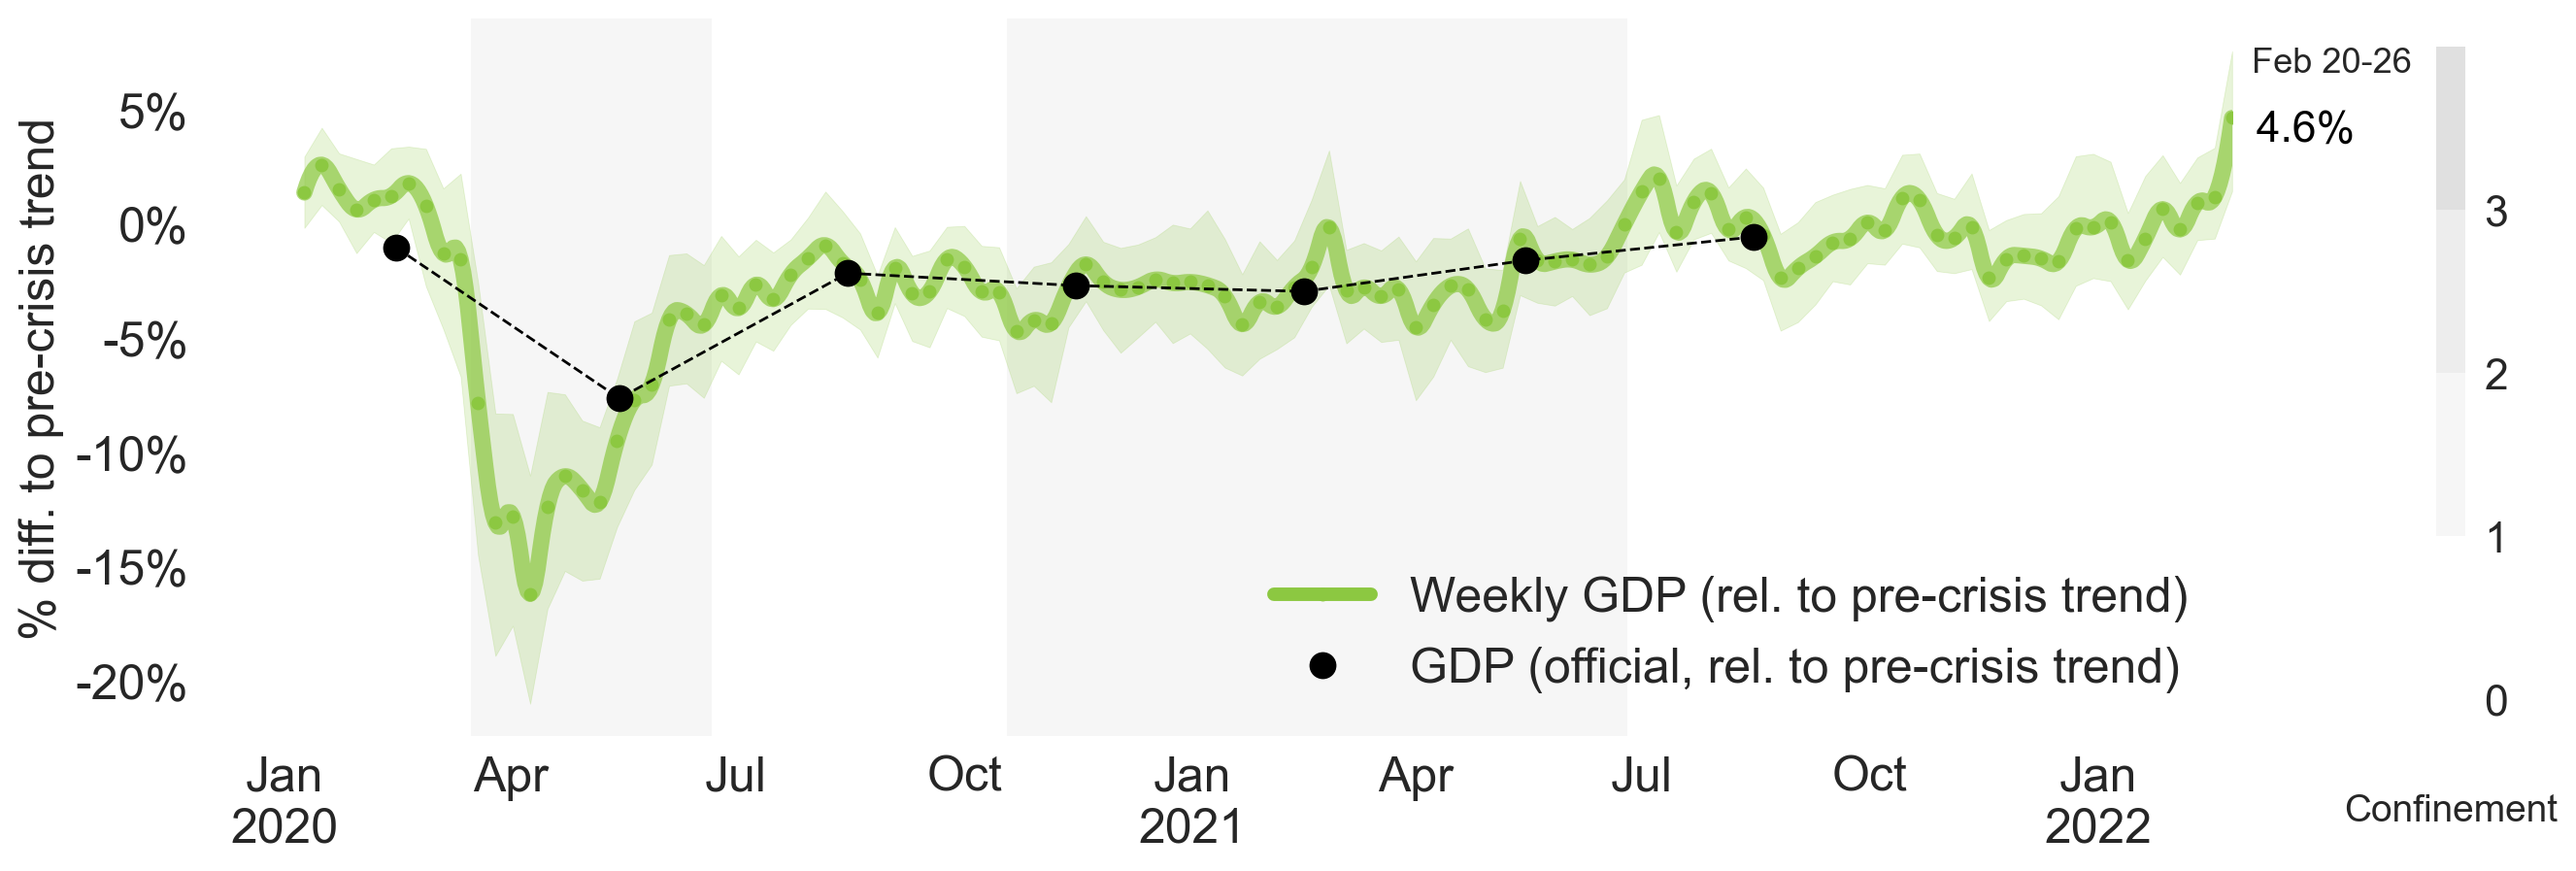 % diff. to pre-crisis trend
5%
0%
-5%
-10%
-15%
-20%
Feb 20-26
4.6%
3
2
1
0
Weekly GDP (rel. to pre-crisis trend)
GDP (official, rel. to pre-crisis trend)
Jan Apr Jul Oct Jan Apr Jul Oct Jan
2020 2021 2022
Confinement